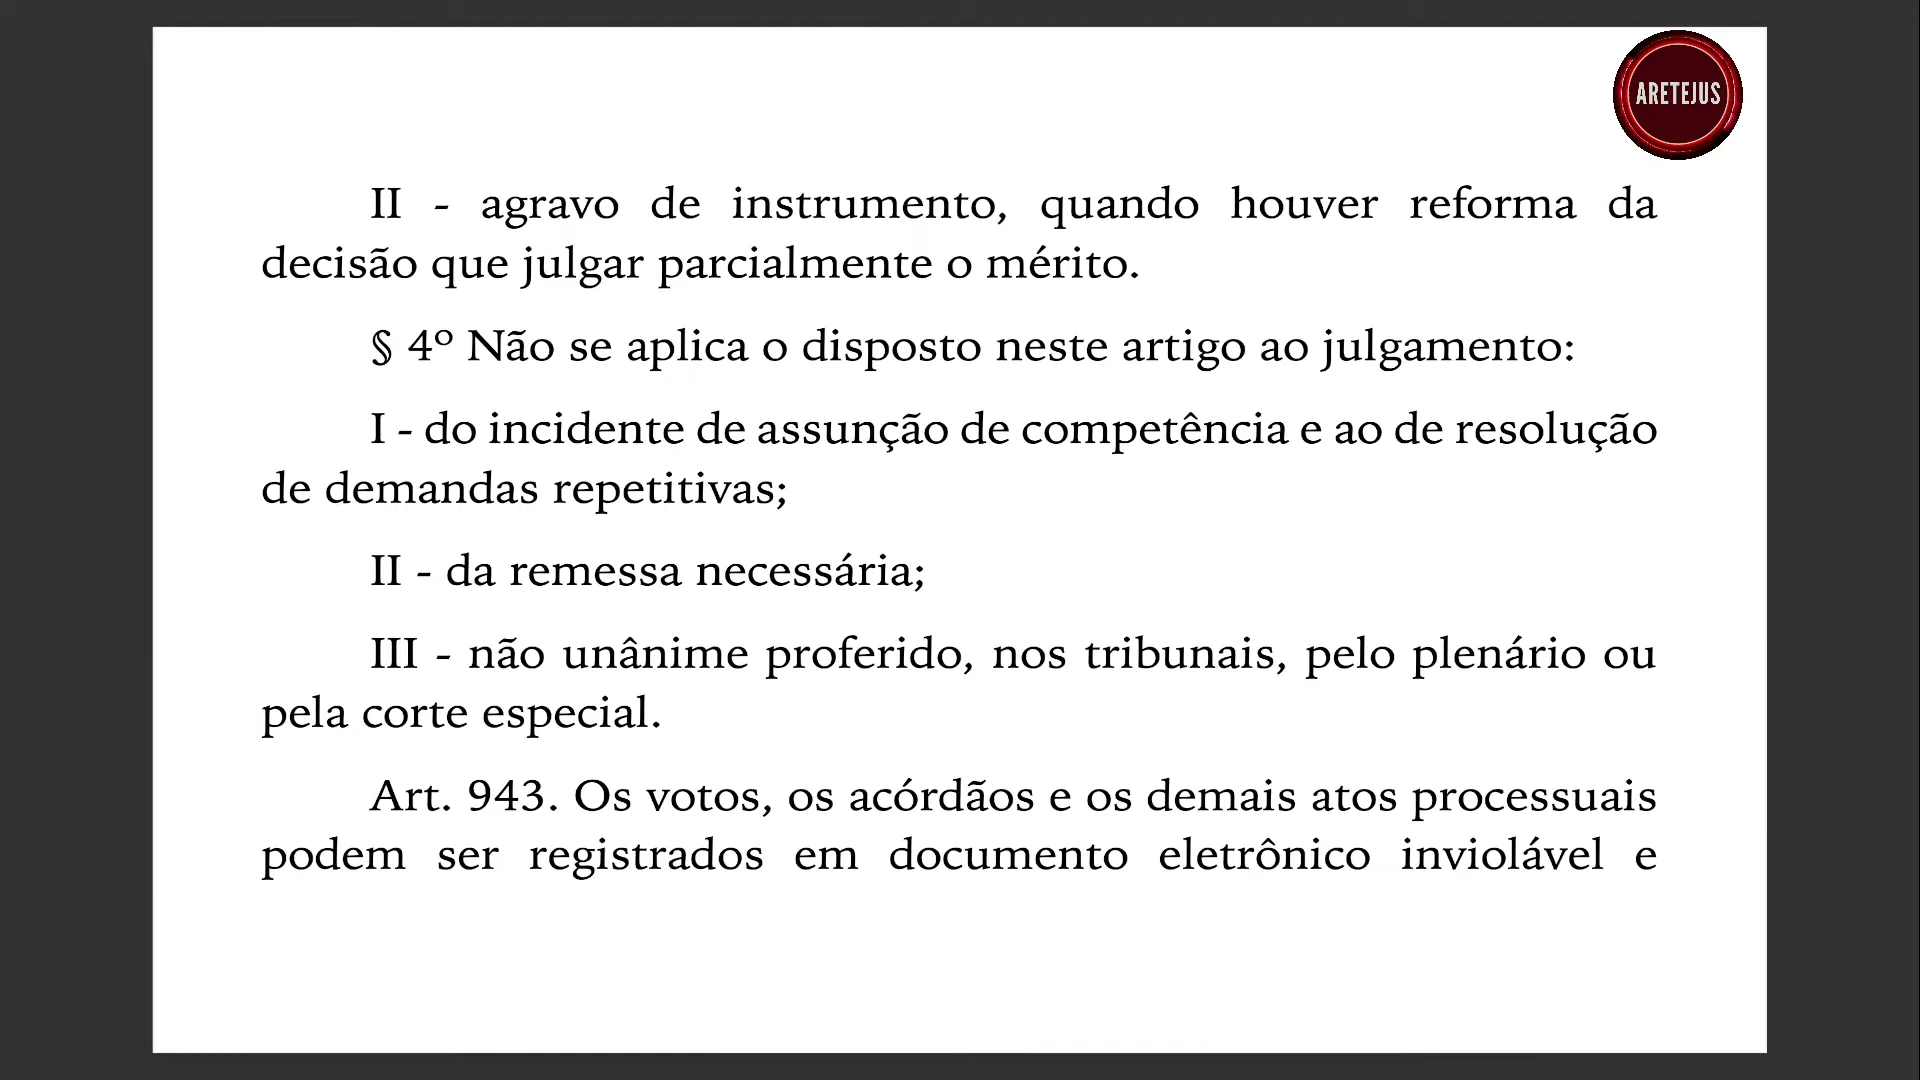 ARETEJUS
II - agravo de instrumento, quando houver reforma da
decisão que julgar parcialmente o mérito.
§ 4º Não se aplica o disposto neste artigo ao julgamento:
I - do incidente de assunção de competência e ao de resolução
de demandas repetitivas;
II - da remessa necessária;
III - não unânime proferido, nos tribunais, pelo plenário ou
pela corte especial.
Art. 943. Os votos, os acórdãos e os demais atos processuais
podem ser registrados em documento eletrônico inviolável e